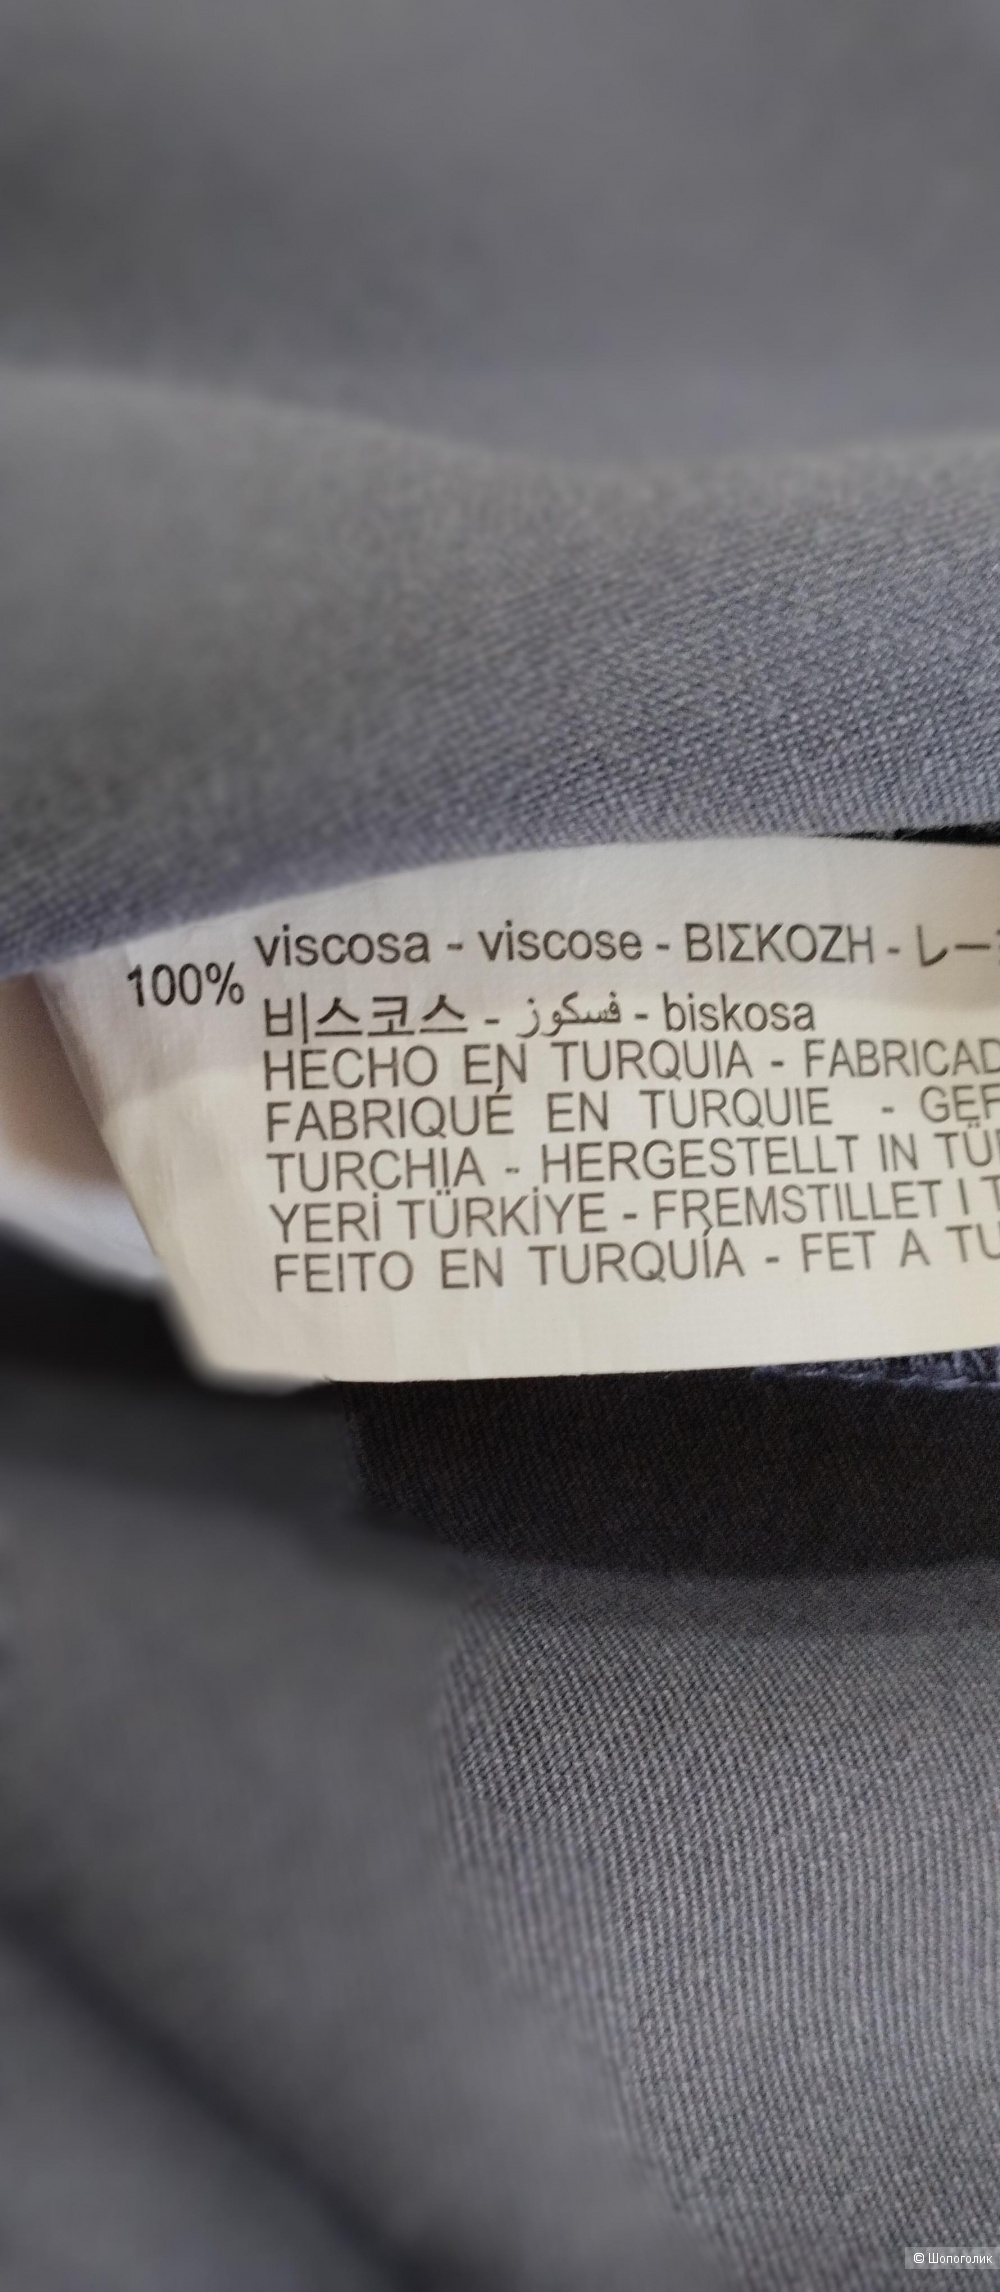 100% viscosa - viscose - ΒΙΣΚΟΖΗ - レー
비스코스 - فسكوز - biskosa
HECHO EN TURQUIA - FABRICAD
FABRIQUÉ EN TURQUIE - GEF
TURCHIA - HERGESTELLT IN TÜ
YERİ TÜRKİYE - FREMSTILLET I T
FEITO EN TURQUÍA - FET A TU
© Шопоголик